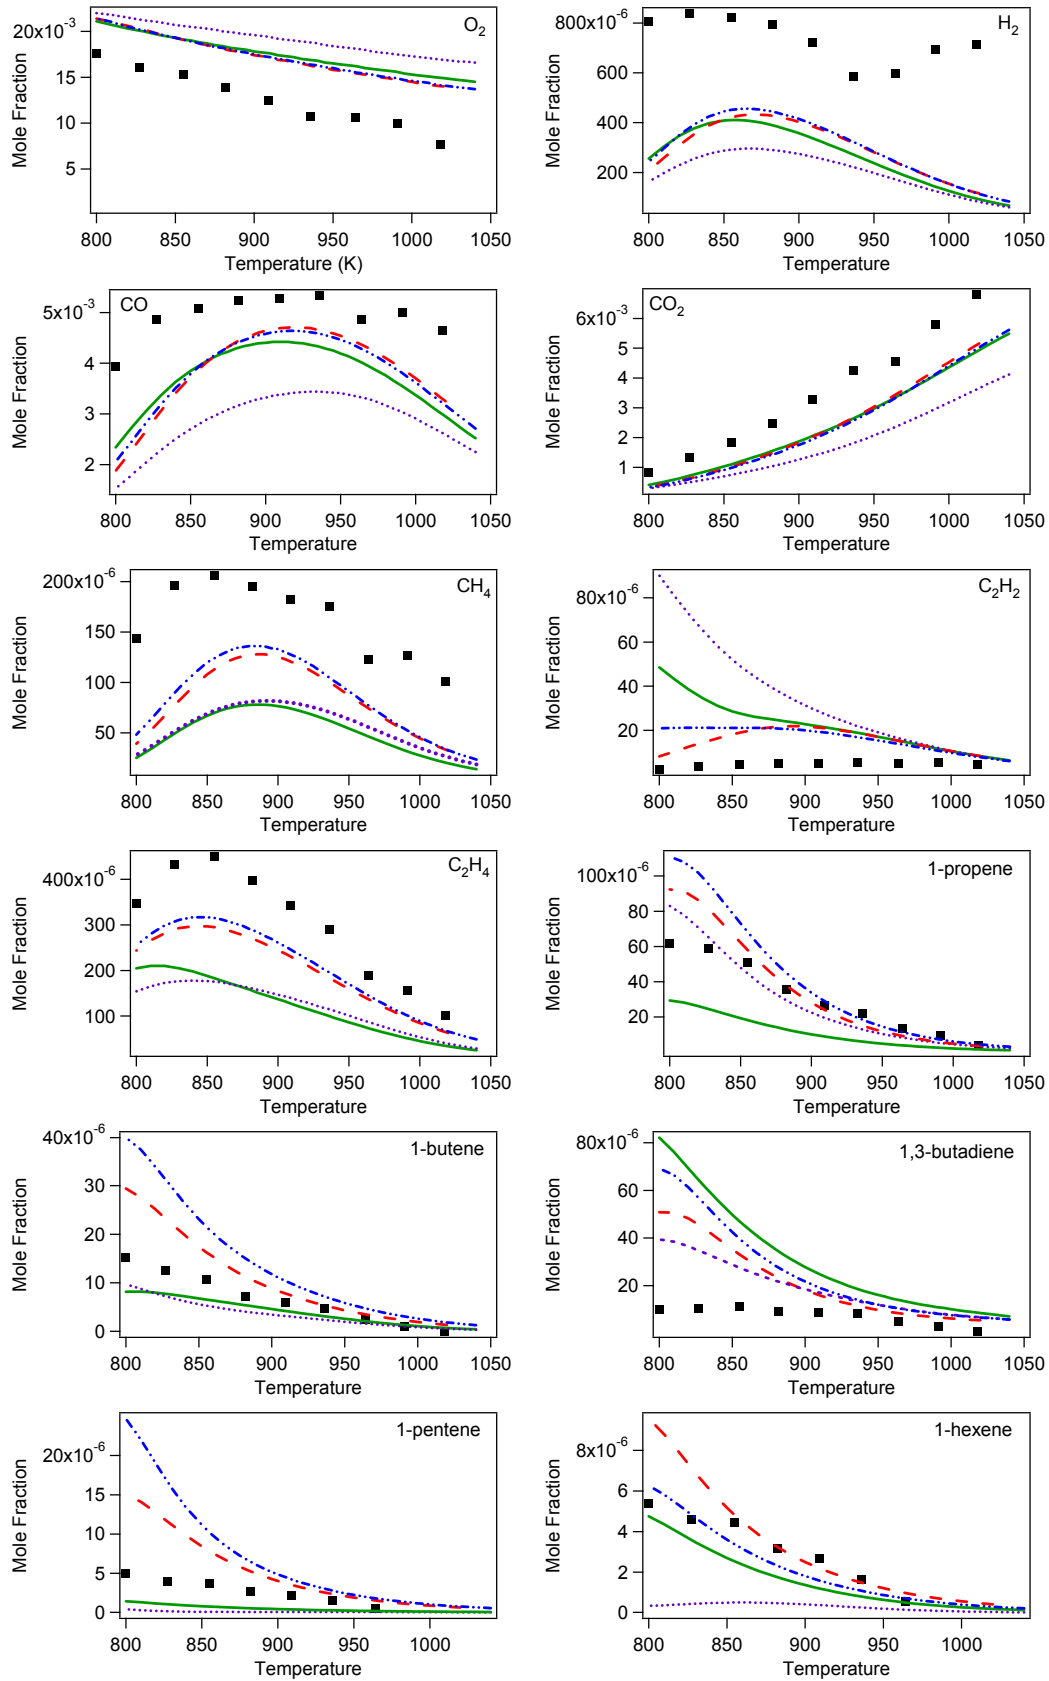 20x10-3
15
10
5
Mole Fraction
O2
800 850 900 950 1000 1050
Temperature (K)
800x10-6
600
400
200
Mole Fraction
H2
800 850 900 950 1000 1050
Temperature
5x10-3
4
3
2
Mole Fraction
CO
800 850 900 950 1000 1050
Temperature
6x10-3
5
4
3
2
1
Mole Fraction
CO2
800 850 900 950 1000 1050
Temperature
200x10-6
150
100
50
Mole Fraction
CH4
800 850 900 950 1000 1050
Temperature
80x10-6
60
40
20
Mole Fraction
C2H2
800 850 900 950 1000 1050
Temperature
400x10-6
300
200
100
Mole Fraction
C2H4
800 850 900 950 1000 1050
Temperature
100x10-6
80
60
40
20
Mole Fraction
1-propene
800 850 900 950 1000 1050
Temperature
40x10-6
30
20
10
0
Mole Fraction
1-butene
800 850 900 950 1000 1050
Temperature
80x10-6
60
40
20
Mole Fraction
1,3-butadiene
800 850 900 950 1000 1050
Temperature
20x10-6
15
10
5
0
Mole Fraction
1-pentene
800 850 900 950 1000
Temperature
8x10-6
6
4
2
0
Mole Fraction
1-hexene
800 850 900 950 1000
Temperature